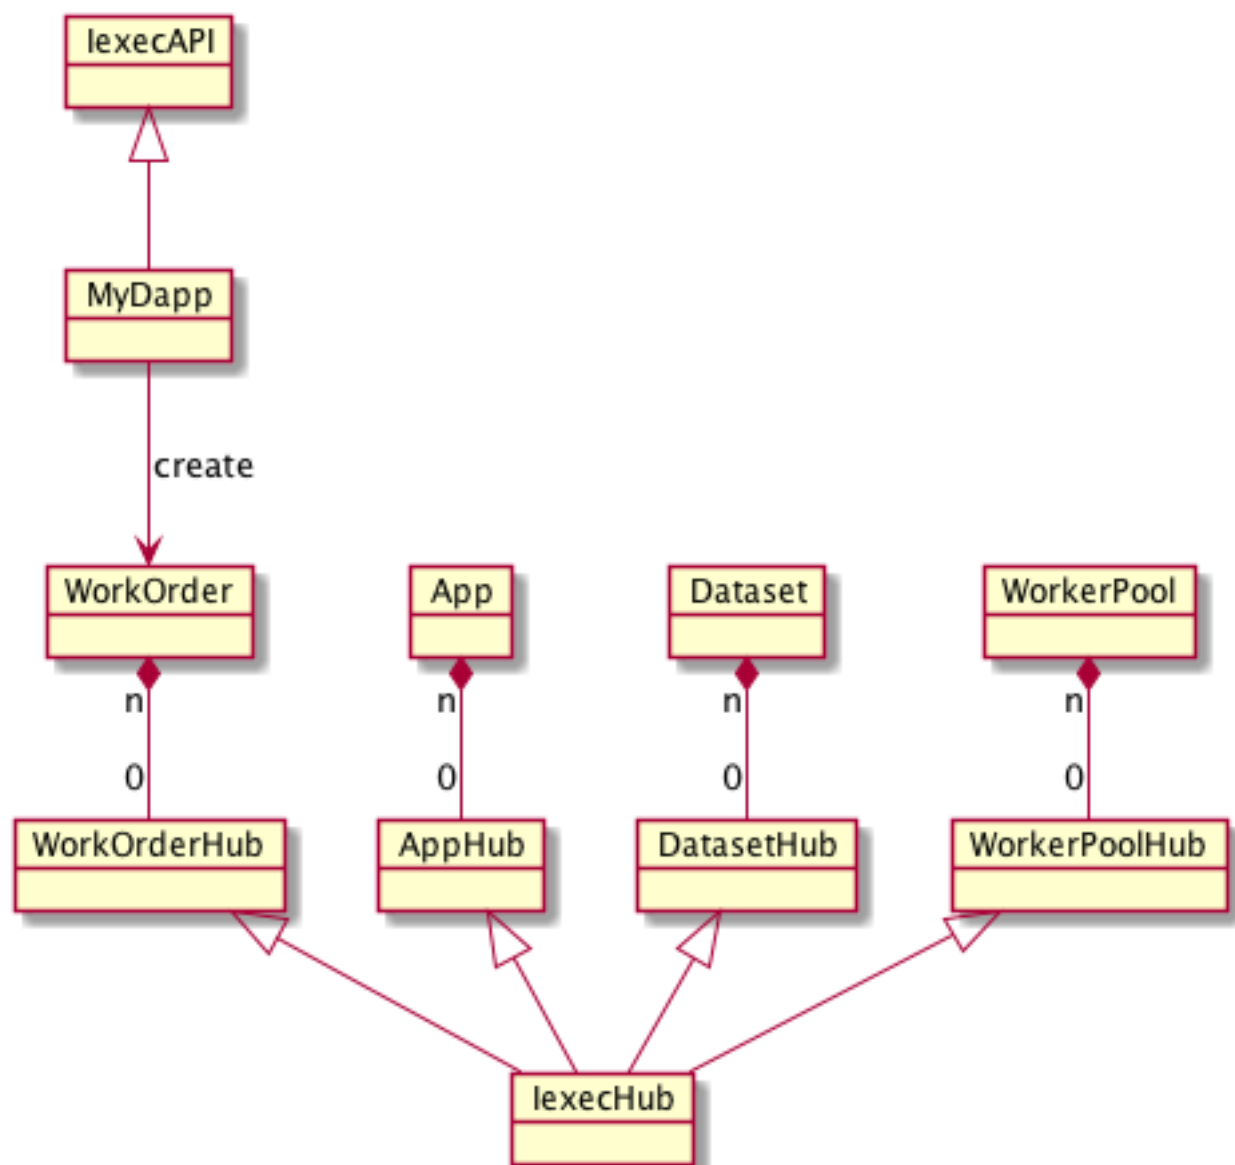 IexecAPI
MyDapp
create
WorkOrder
App
Dataset
WorkerPool
n
n
n
n
0
0
0
0
WorkOrderHub
AppHub
DatasetHub
WorkerPoolHub
IexecHub